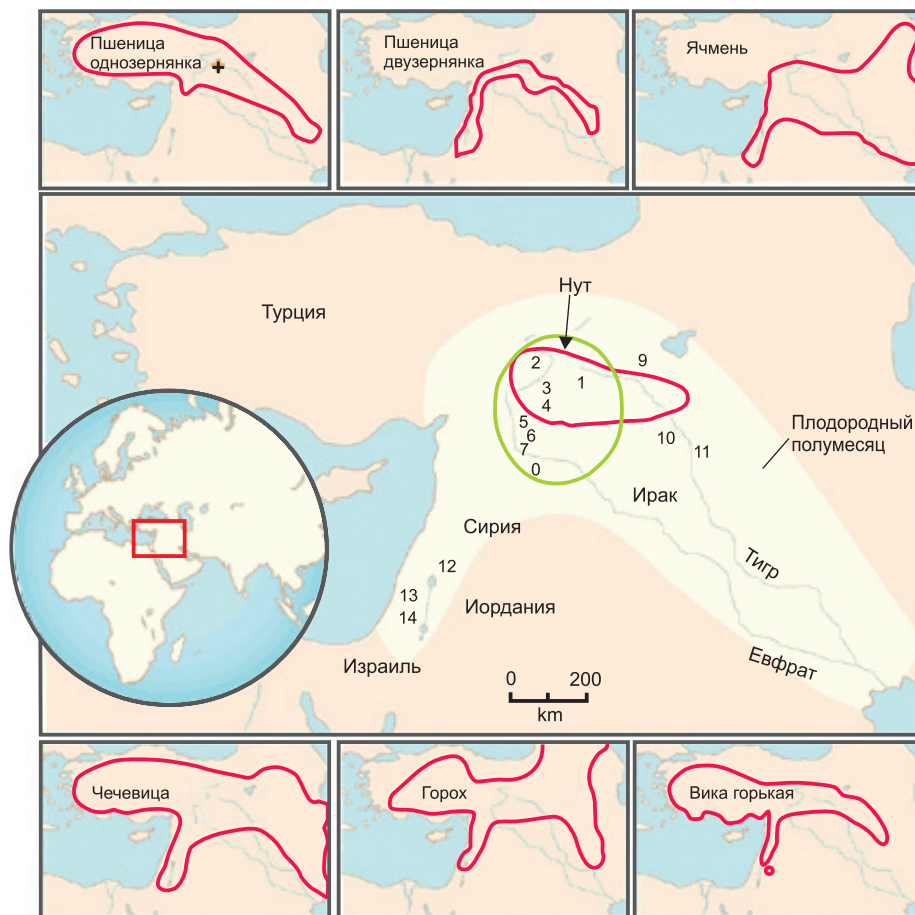 Пшеница
однозернянка
Пшеница
двузернянка
Ячмень
Нут
Турция
2
9
1
3
4
5
6
7
0
10
11
Плодородный
полумесяц
Ирак
Сирия
12
13
14
Тигр
Иордания
Израиль
Евфрат
0 200
km
Чечевица
Горох
Вика горькая